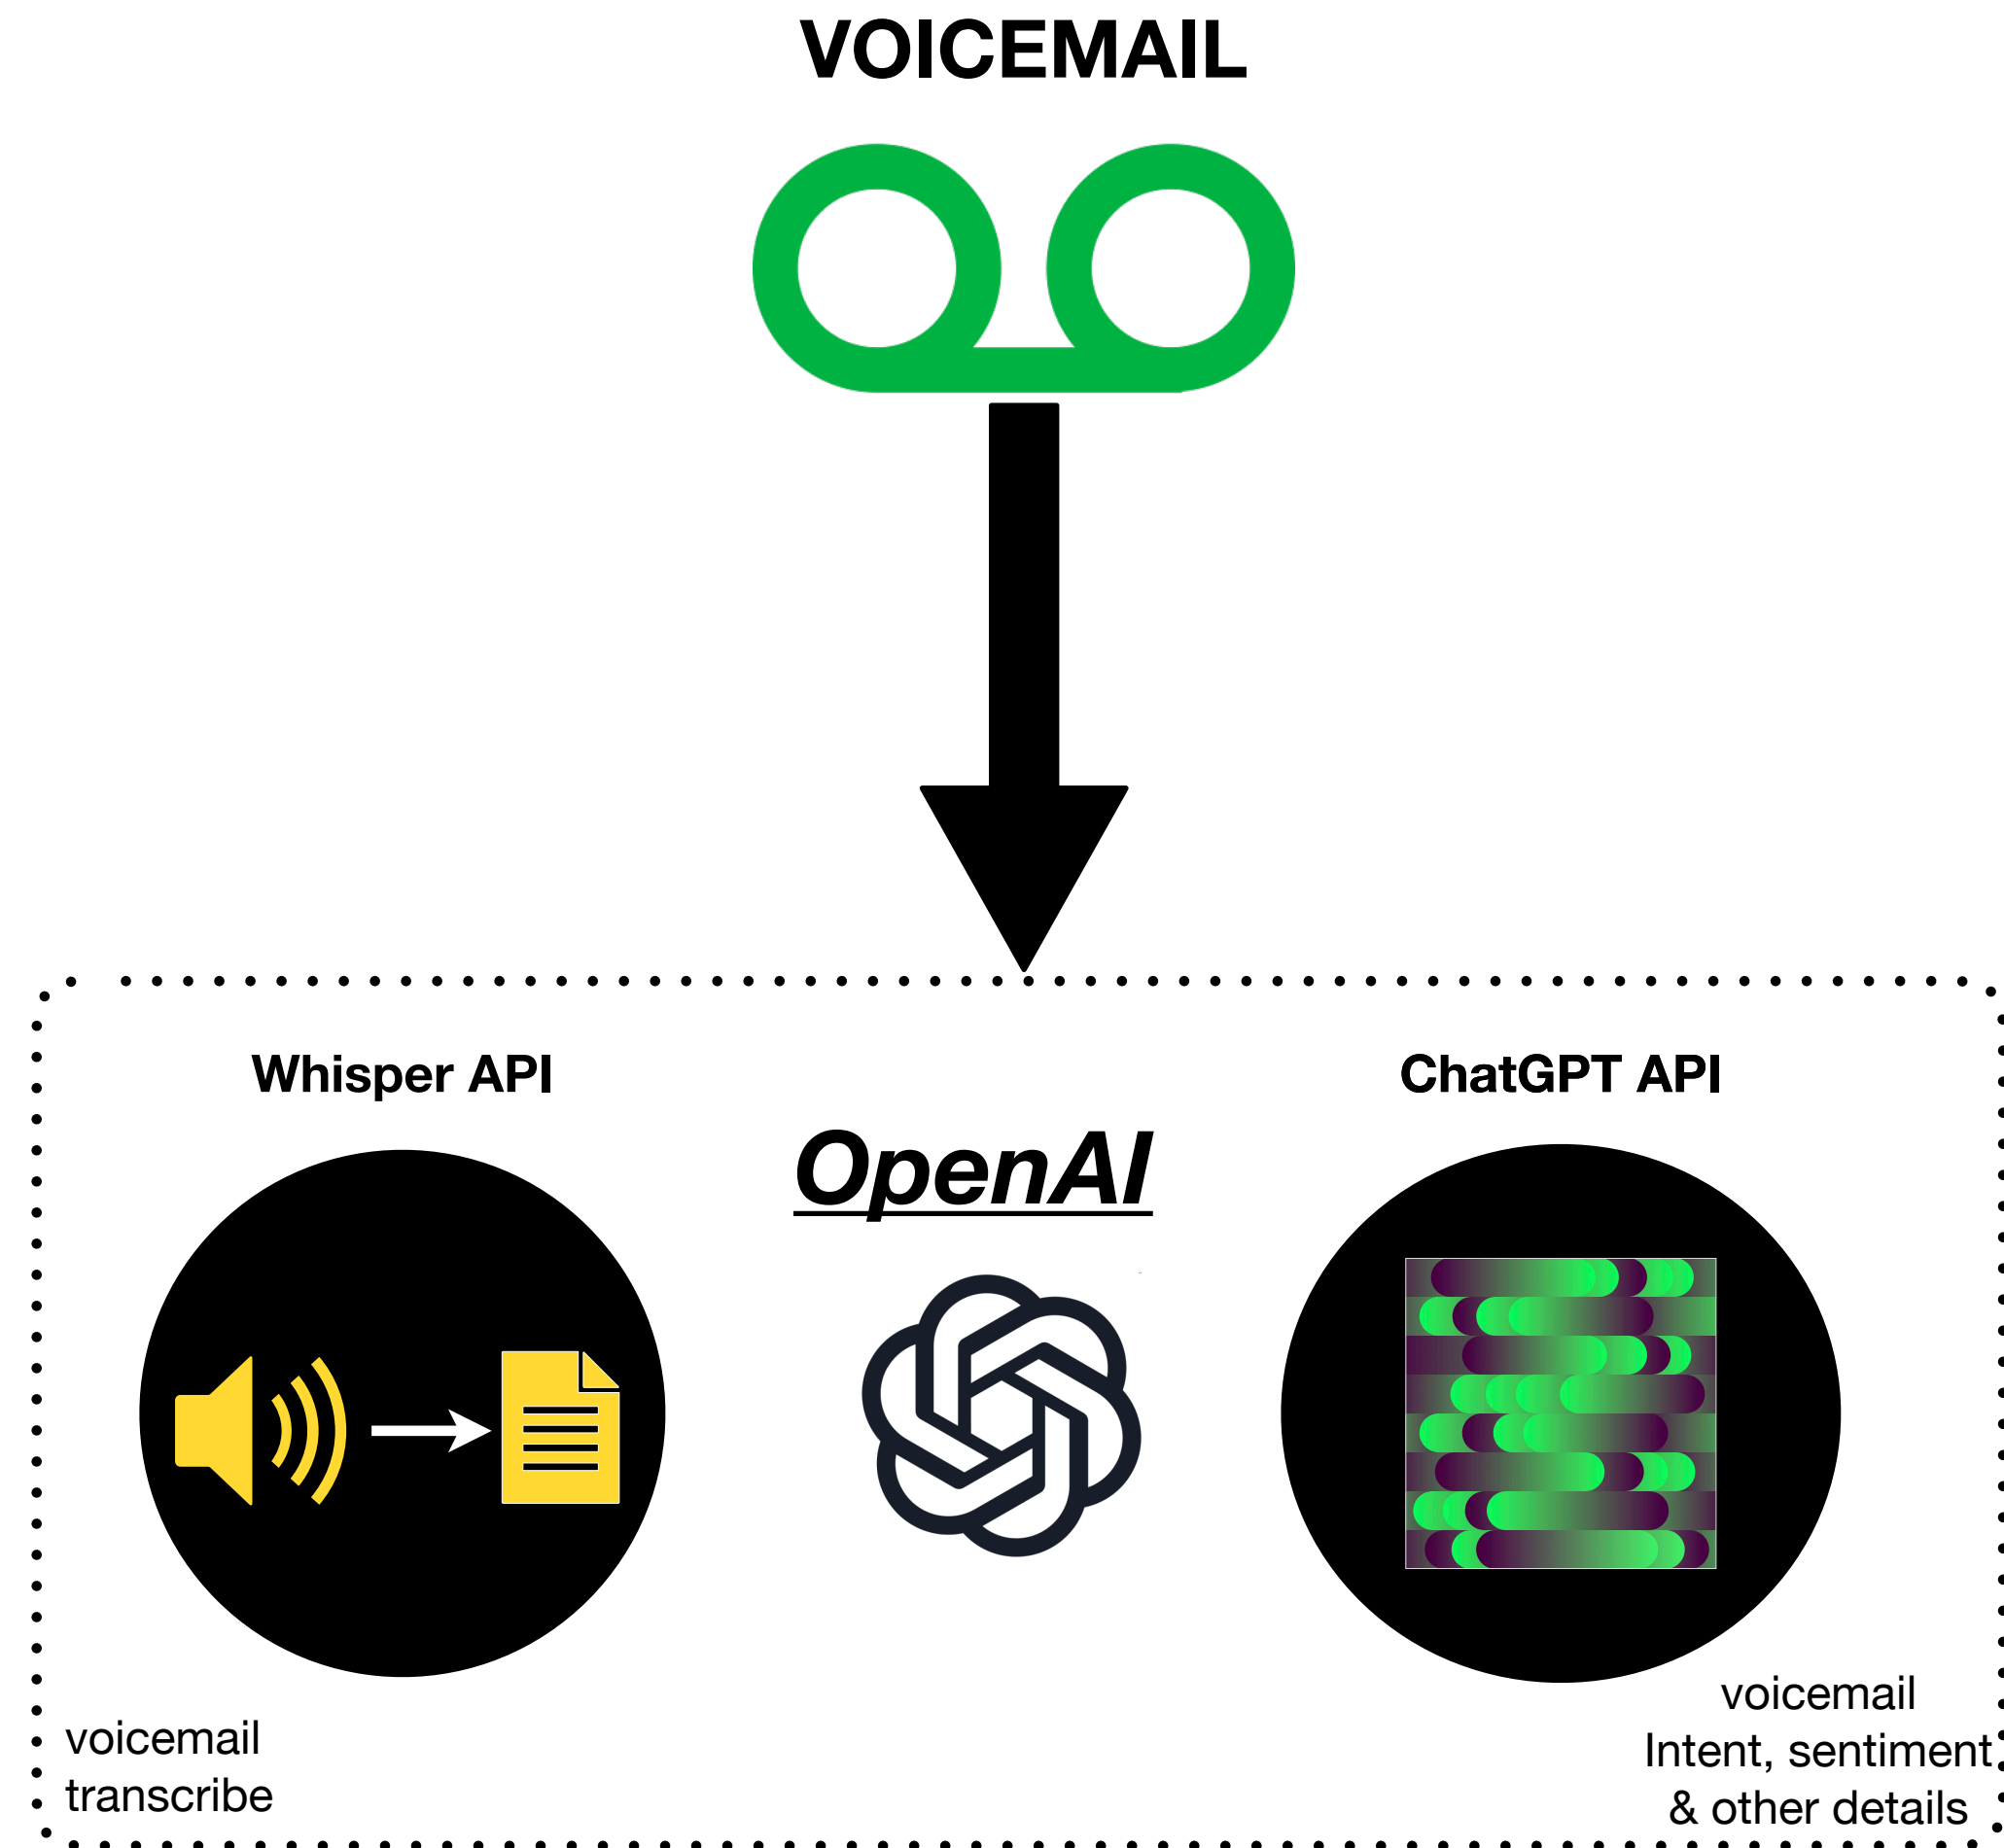 VOICEMAIL
Whisper API
ChatGPT API
OpenAI
voicemail
transcribe
voicemail
Intent, sentiment
& other details